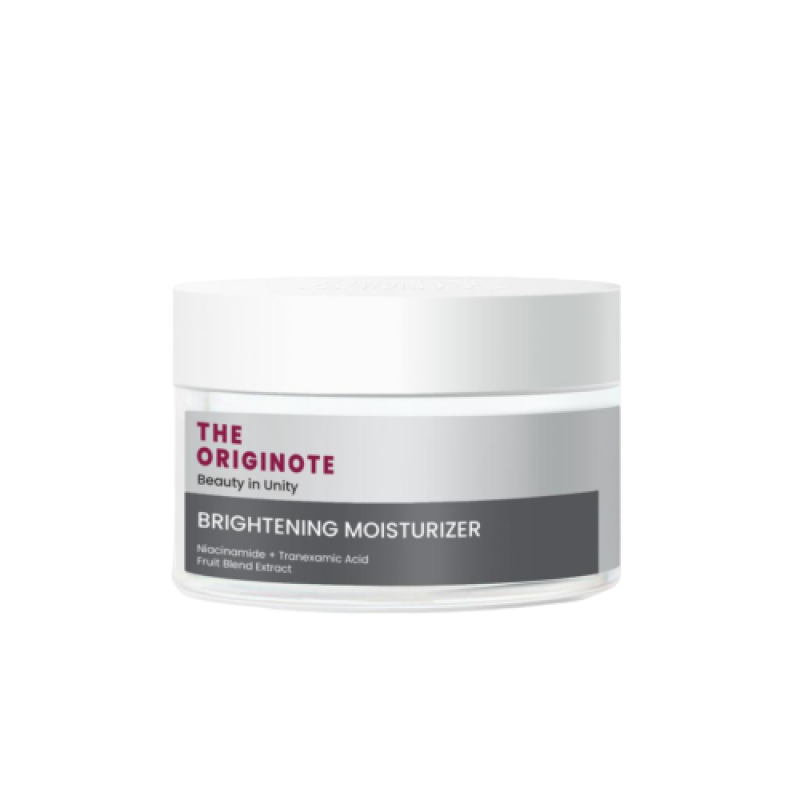 THE
ORIGINOTE
Beauty in Unity
BRIGHTENING MOISTURIZER
Niacinamide + Tranexamic Acid
Fruit Blend Extract